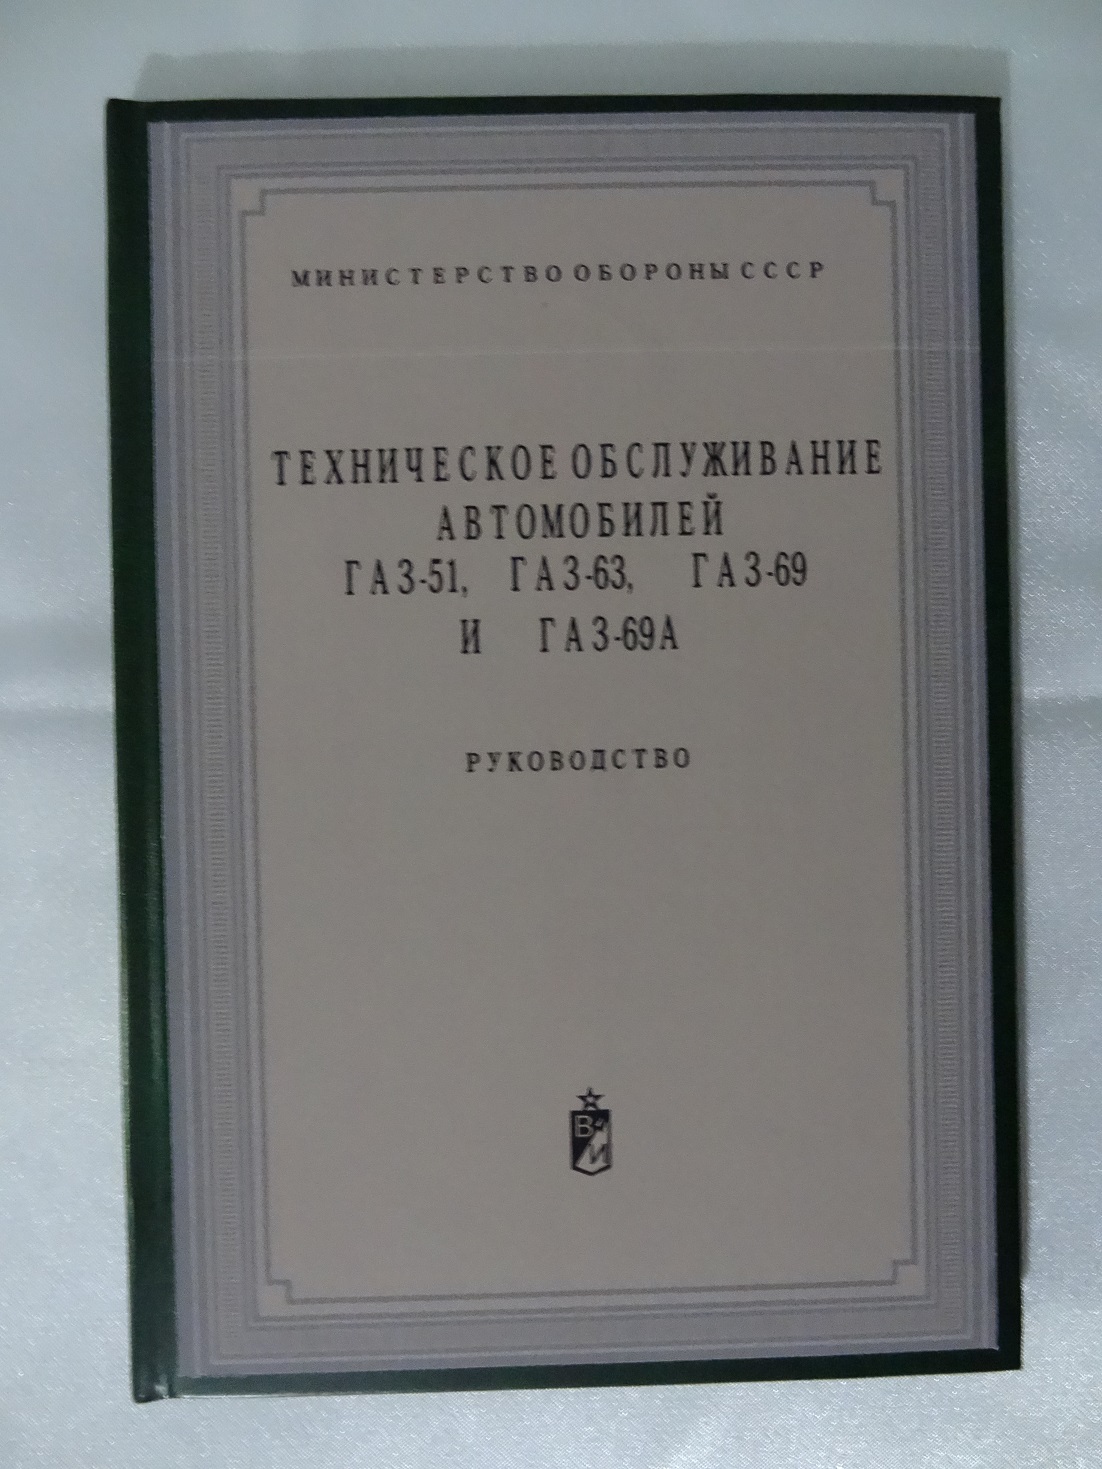 МИНИСТЕРСТВО ОБОРОНЫ СССР
ТЕХНИЧЕСКОЕ ОБСЛУЖИВАНИЕ
АВТОМОБИЛЕЙ
ГАЗ-51, ГАЗ-63, ГАЗ-69
И ГАЗ-69А
РУКОВОДСТВО
В
М